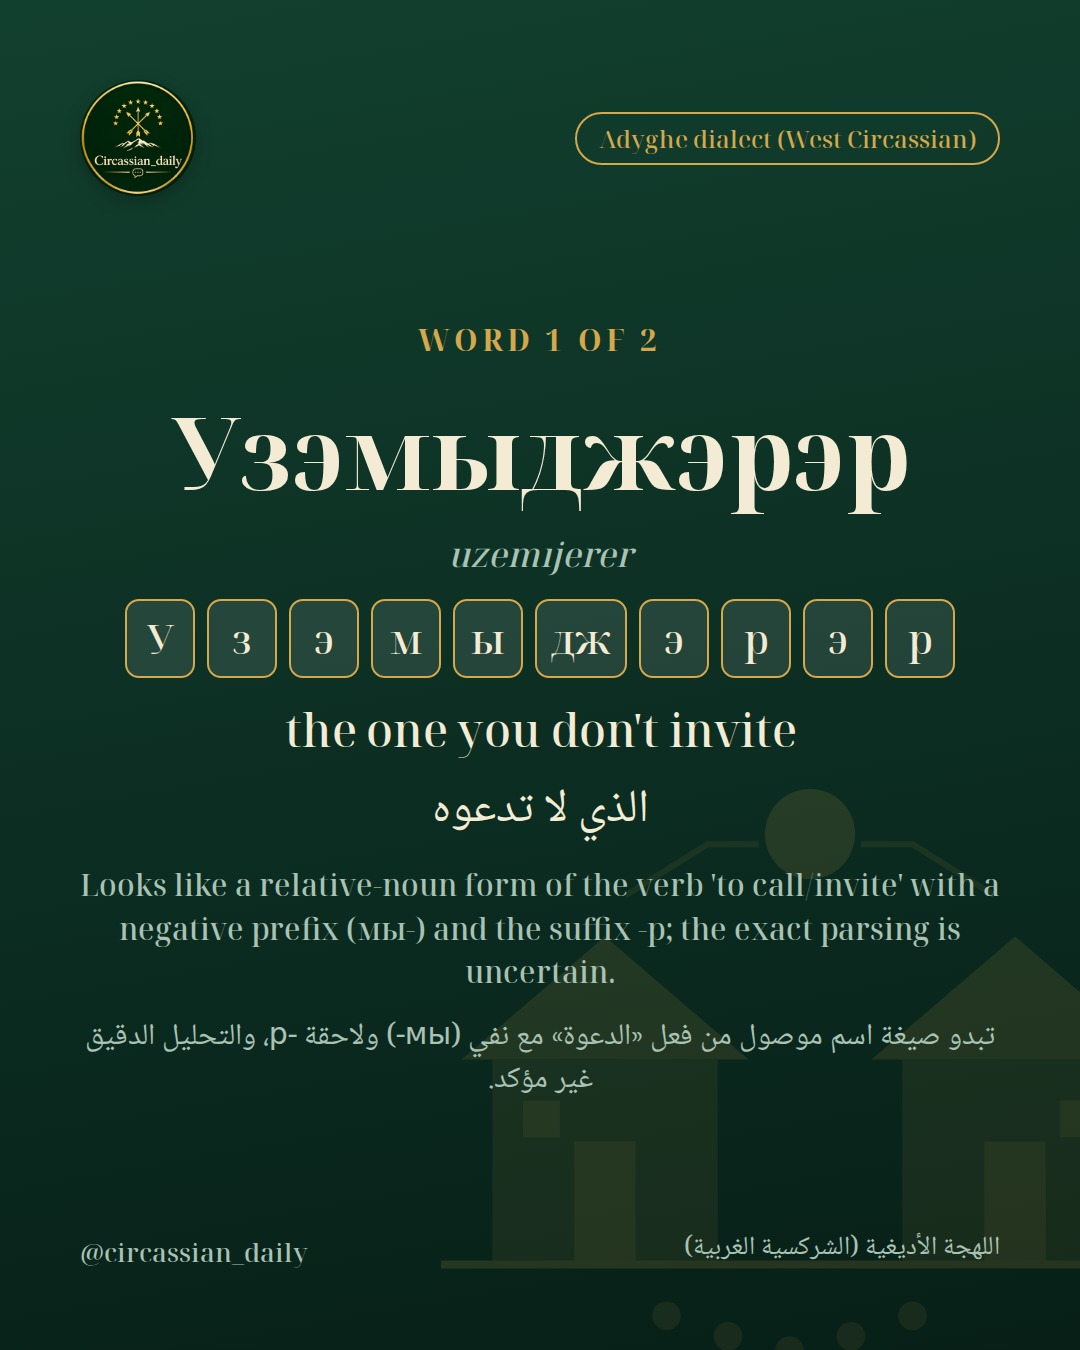 Circassian_daily
Adyghe dialect (West Circassian)
WORD 1 OF 2
Узэмыджэрэр
uzemıjerer
У з э м ы дж э р э р
the one you don't invite
الذي لا تدعوه
Looks like a relative-noun form of the verb 'to call/invite' with a
negative prefix (мы-) and the suffix -р; the exact parsing is
uncertain.
تبدو صيغة اسم موصول من فعل «الدعوة» مع نفي (мы-) ولاحقة -р، والتحليل الدقيق
غير مؤكد.
@circassian_daily
اللهجة الأديغية (الشركسية الغربية)